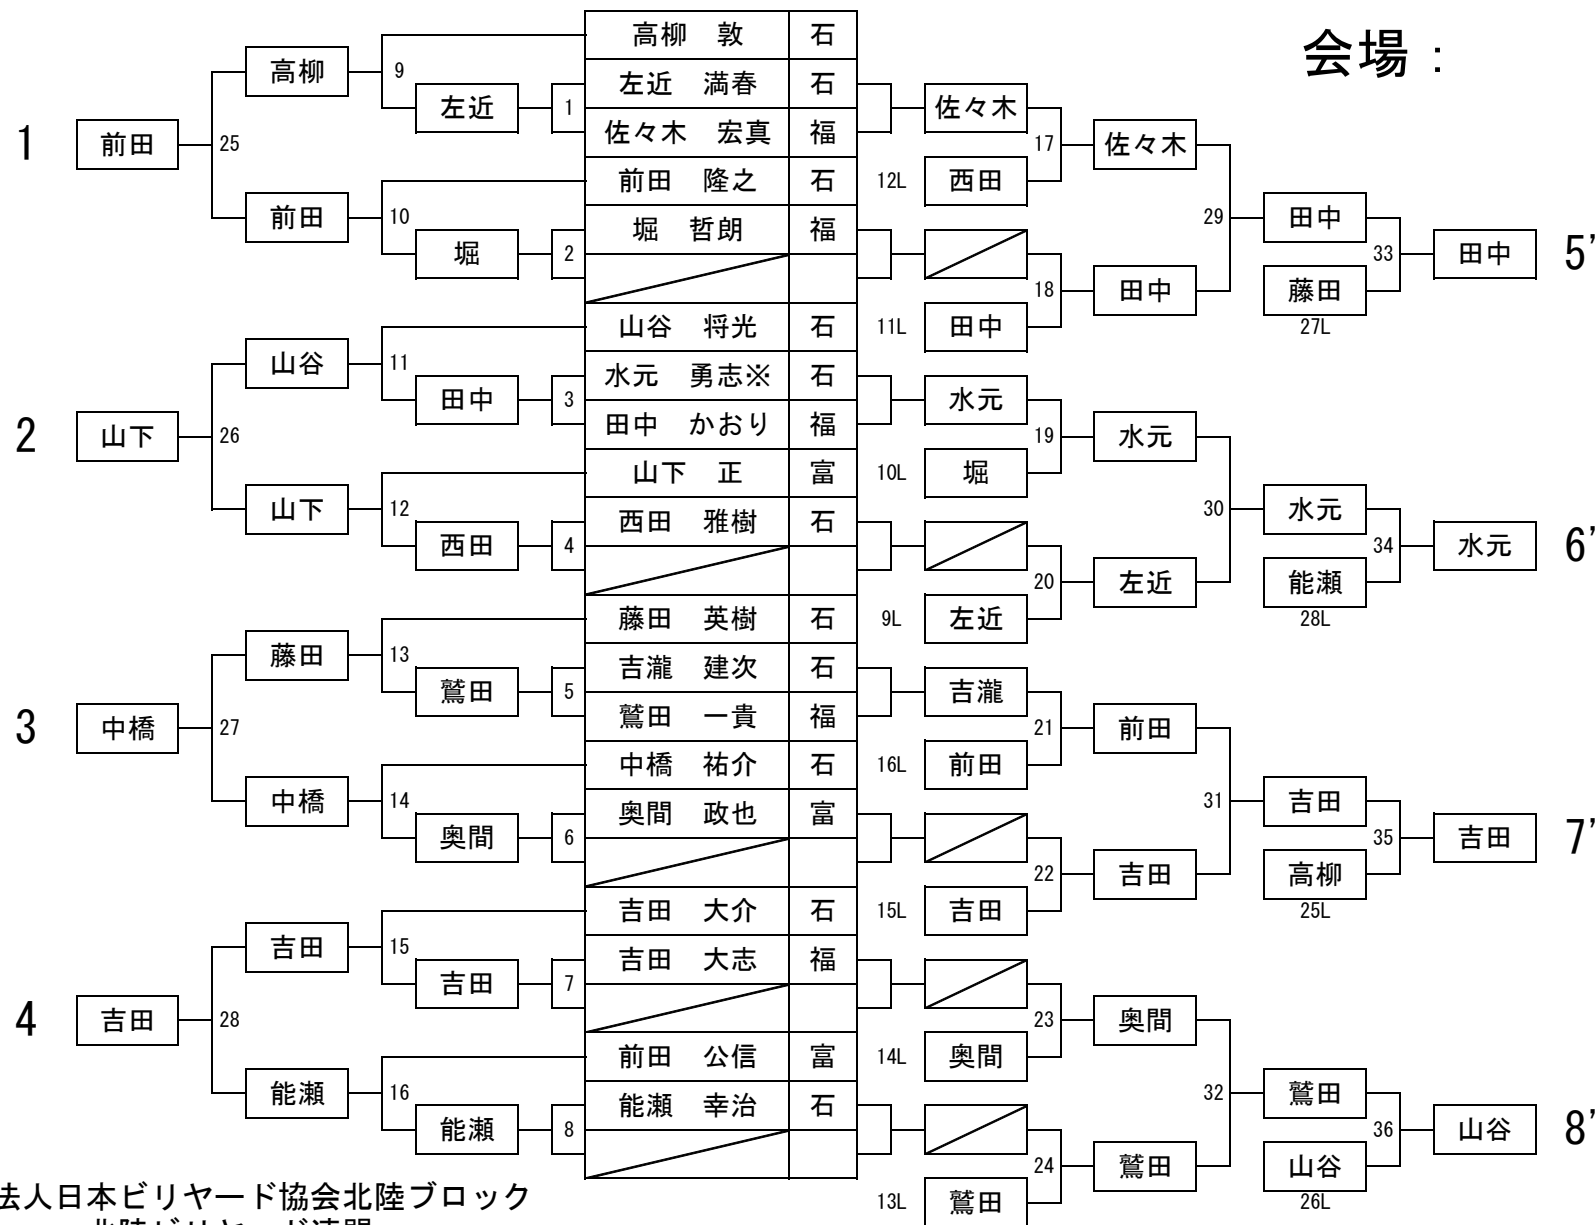 会場：
高柳　敦 石
左近　満春 石
佐々木　宏真 福
前田　隆之 石
堀　哲朗 福
山谷　将光 石
水元　勇志※ 石
田中　かおり 福
山下　正 富
西田　雅樹 石
藤田　英樹 石
吉瀧　建次 石
鷲田　一貴 福
中橋　祐介 石
奥間　政也 富
吉田　大介 石
吉田　大志 福
前田　公信 富
能瀬　幸治 石
1
前田
25
高柳
9
左近
1
前田
10
堀
2
2
山下
26
山谷
11
田中
3
山下
12
西田
4
3
中橋
27
藤田
13
鷲田
5
中橋
14
奥間
6
4
吉田
28
吉田
15
吉田
7
能瀬
16
能瀬
8
佐々木
17
佐々木
12L
西田
29
田中
33
田中
5'
18
田中
藤田
27L
11L
田中
水元
19
水元
10L
堀
30
水元
34
水元
6'
20
左近
能瀬
28L
9L
左近
吉瀧
21
前田
16L
前田
31
吉田
35
吉田
7'
22
吉田
高柳
25L
15L
吉田
23
奥間
14L
奥間
32
鷲田
36
山谷
8'
24
鷲田
山谷
26L
13L
鷲田
法人日本ビリヤード協会北陸ブロック
北陸ビリヤード連盟